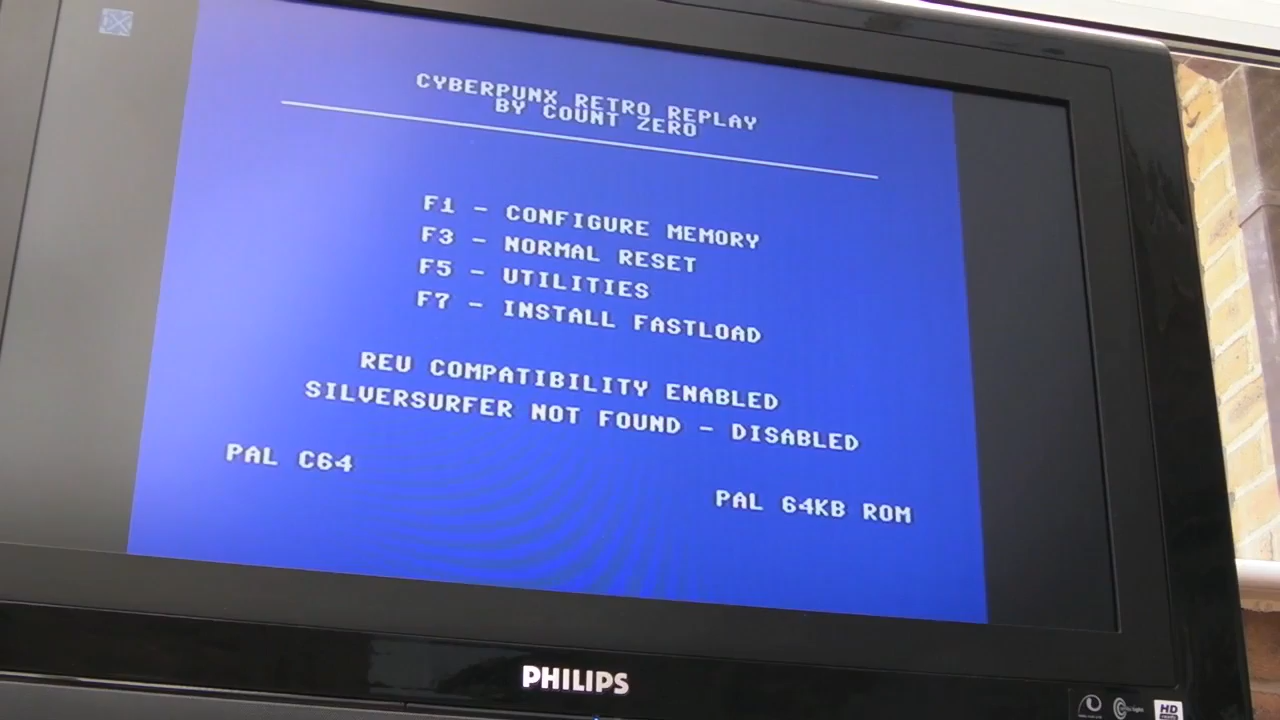 CYBERPUNX RETRO REPLAY
BY COUNT ZERO
F1 - CONFIGURE MEMORY
F3 - NORMAL RESET
F5 - UTILITIES
F7 - INSTALL FASTLOAD
REU COMPATIBILITY ENABLED
SILVERSURFER NOT FOUND - DISABLED
PAL C64
PAL 64KB ROM
PHILIPS
HD